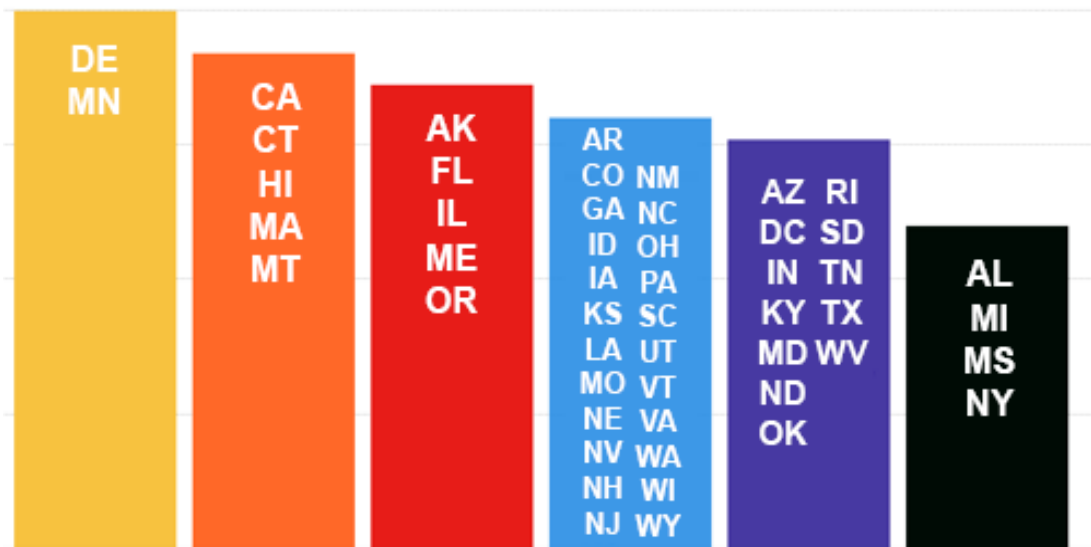 DE
MN
CA
CT
HI
MA
MT
AK
FL
IL
ME
OR
AR
CO NM
GA NC
ID OH
IA PA
KS SC
LA UT
MO VT
NE VA
NV WA
NH WI
NJ WY
AZ RI
DC SD
IN TN
KY TX
MD WV
ND
OK
AL
MI
MS
NY